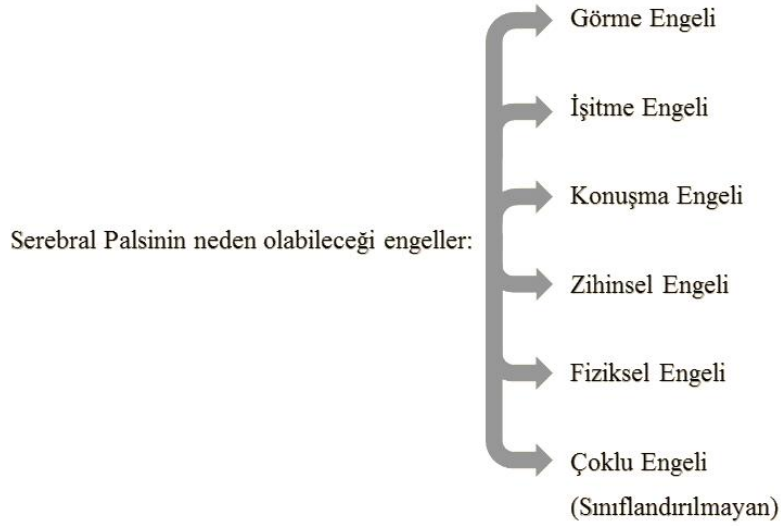 Görme Engeli
İşitme Engeli
Konuşma Engeli
Serebral Palsinin neden olabileceği engeller:
Zihinsel Engeli
Fiziksel Engeli
Çoklu Engeli
(Sınıflandırılmayan)